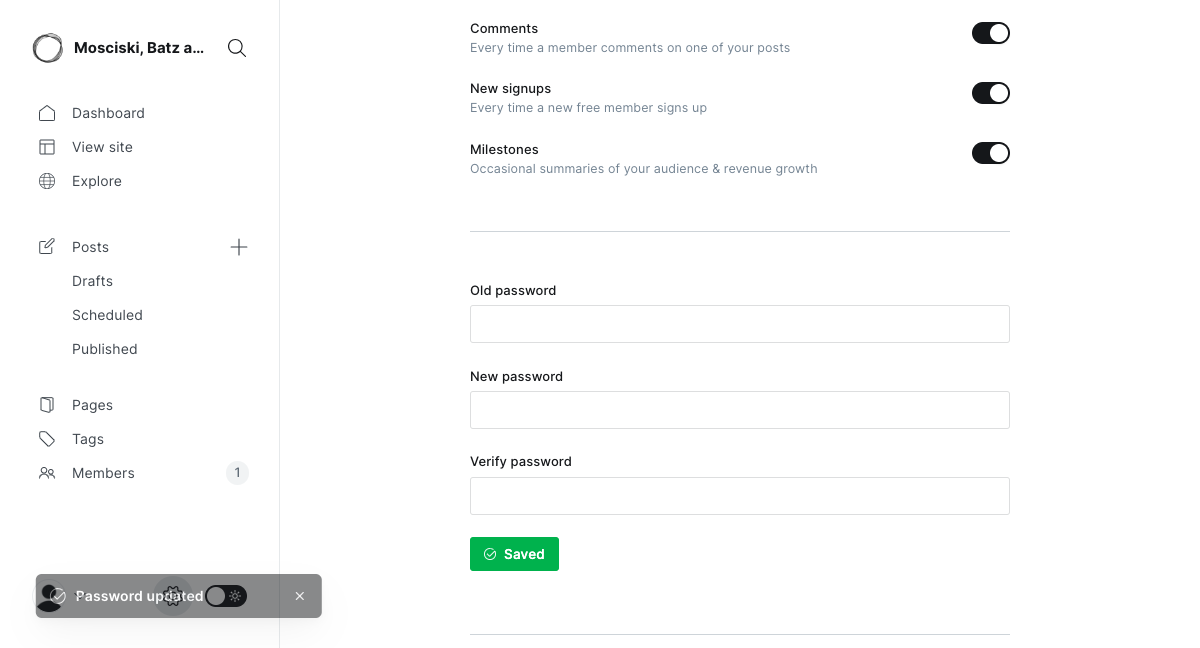 Mosciski, Batz a...
Dashboard
View site
Explore
Posts
Drafts
Scheduled
Published
Pages
Tags
Members
1
Password updated
Comments
Every time a member comments on one of your posts
New signups
Every time a new free member signs up
Milestones
Occasional summaries of your audience & revenue growth
Old password
New password
Verify password
Saved